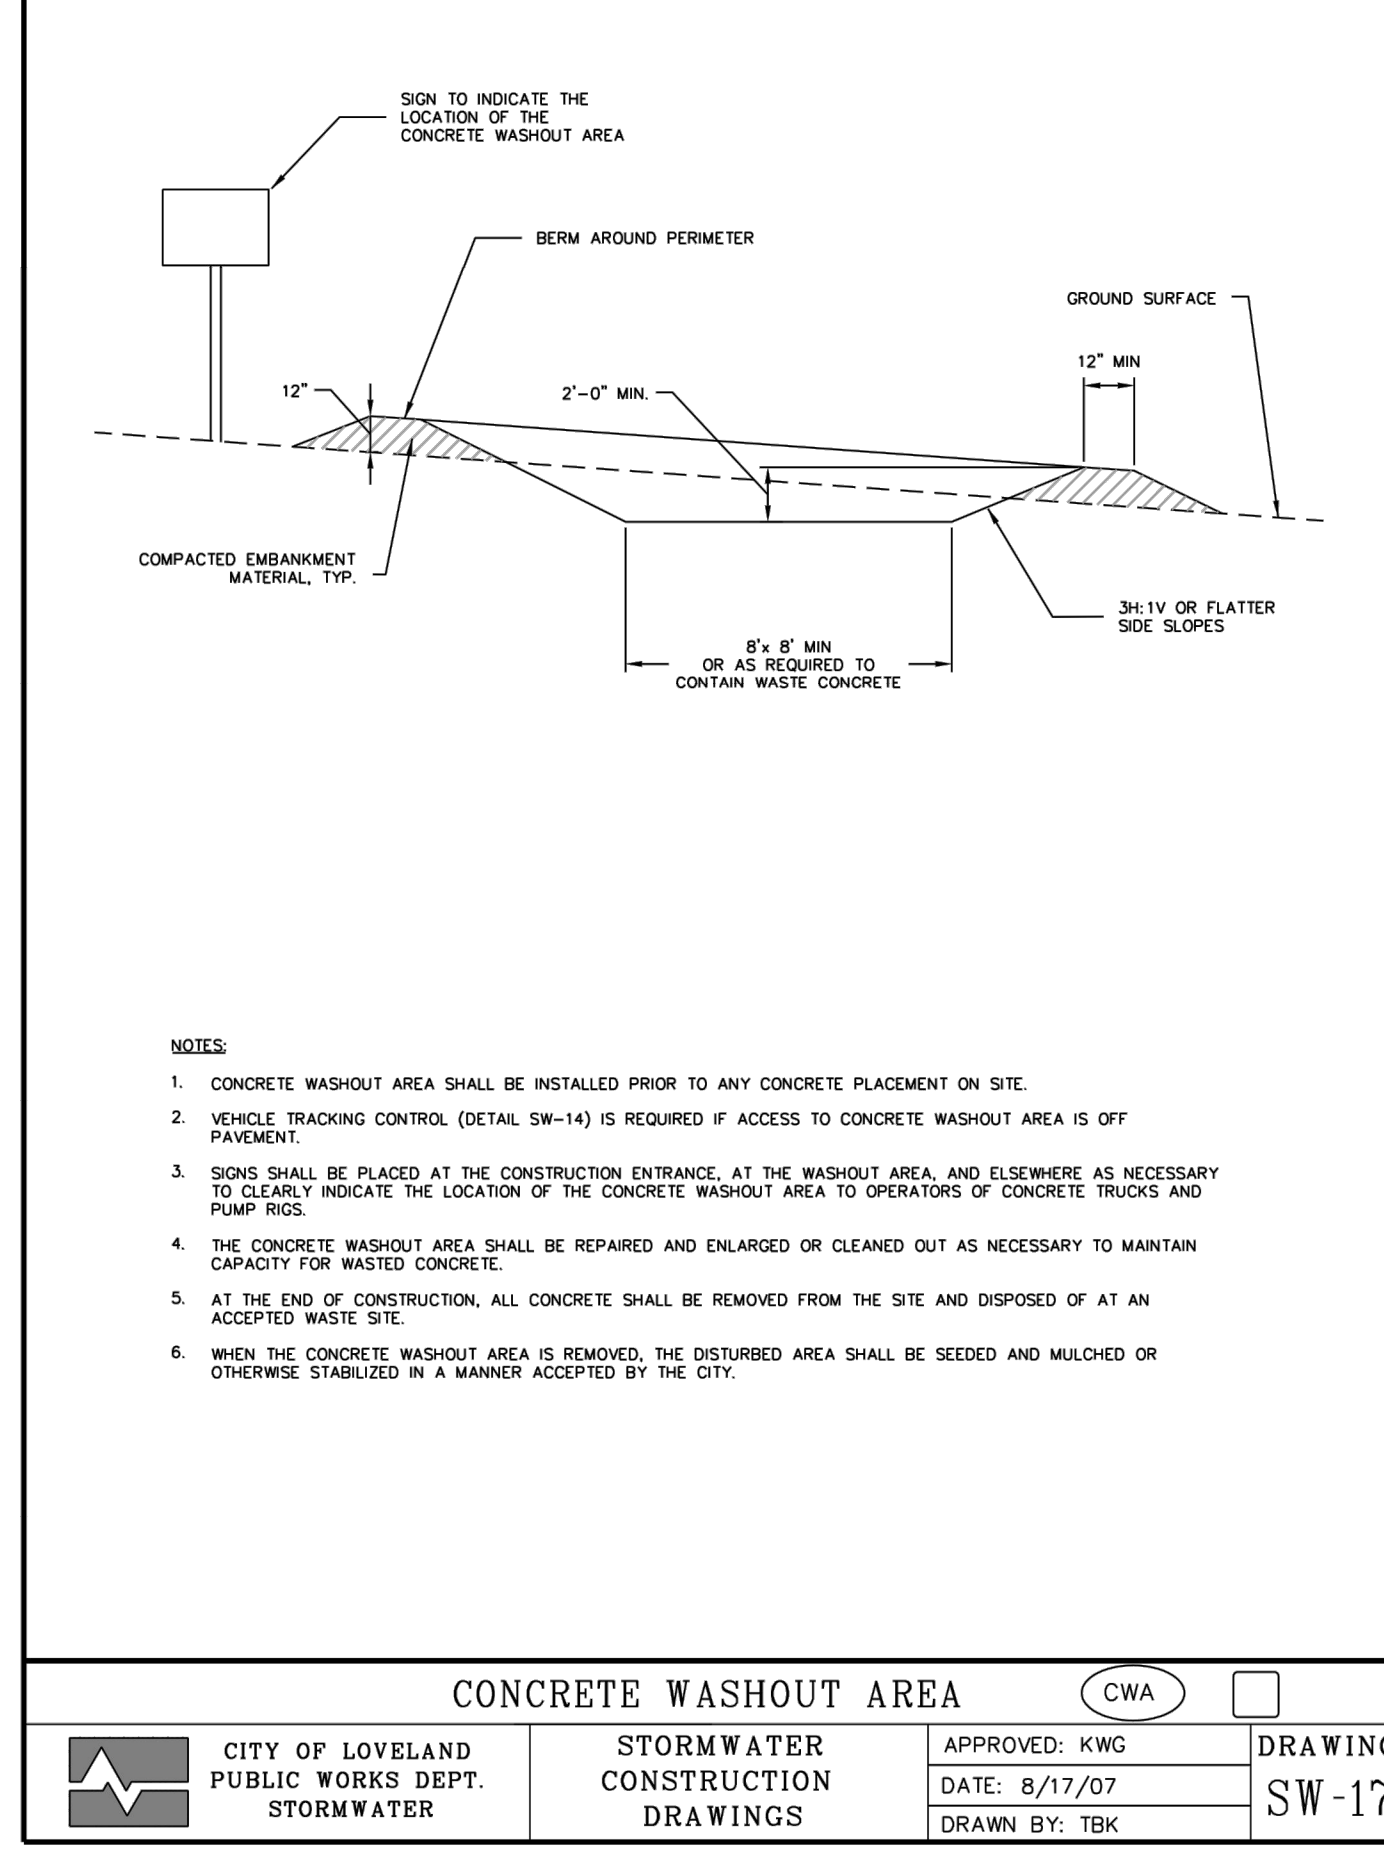 SIGN TO INDICATE THE
LOCATION OF THE
CONCRETE WASHOUT AREA
BERM AROUND PERIMETER
GROUND SURFACE
12" MIN
12"
2'-0" MIN.
COMPACTED EMBANKMENT
MATERIAL, TYP.
3H:1V OR FLATTER
SIDE SLOPES
8'x 8' MIN
OR AS REQUIRED TO
CONTAIN WASTE CONCRETE
NOTES:
1. CONCRETE WASHOUT AREA SHALL BE INSTALLED PRIOR TO ANY CONCRETE PLACEMENT ON SITE.
2. VEHICLE TRACKING CONTROL (DETAIL SW-14) IS REQUIRED IF ACCESS TO CONCRETE WASHOUT AREA IS OFF
PAVEMENT.
3. SIGNS SHALL BE PLACED AT THE CONSTRUCTION ENTRANCE, AT THE WASHOUT AREA, AND ELSEWHERE AS NECESSARY
TO CLEARLY INDICATE THE LOCATION OF THE CONCRETE WASHOUT AREA TO OPERATORS OF CONCRETE TRUCKS AND
PUMP RIGS.
4. THE CONCRETE WASHOUT AREA SHALL BE REPAIRED AND ENLARGED OR CLEANED OUT AS NECESSARY TO MAINTAIN
CAPACITY FOR WASTED CONCRETE.
5. AT THE END OF CONSTRUCTION, ALL CONCRETE SHALL BE REMOVED FROM THE SITE AND DISPOSED OF AT AN
ACCEPTED WASTE SITE.
6. WHEN THE CONCRETE WASHOUT AREA IS REMOVED, THE DISTURBED AREA SHALL BE SEEDED AND MULCHED OR
OTHERWISE STABILIZED IN A MANNER ACCEPTED BY THE CITY.
CONCRETE WASHOUT AREA
CWA
CITY OF LOVELAND
PUBLIC WORKS DEPT.
STORMWATER
STORMWATER
CONSTRUCTION
DRAWINGS
APPROVED: KWG
DATE: 8/17/07
DRAWN BY: TBK
DRAWING
SW-17